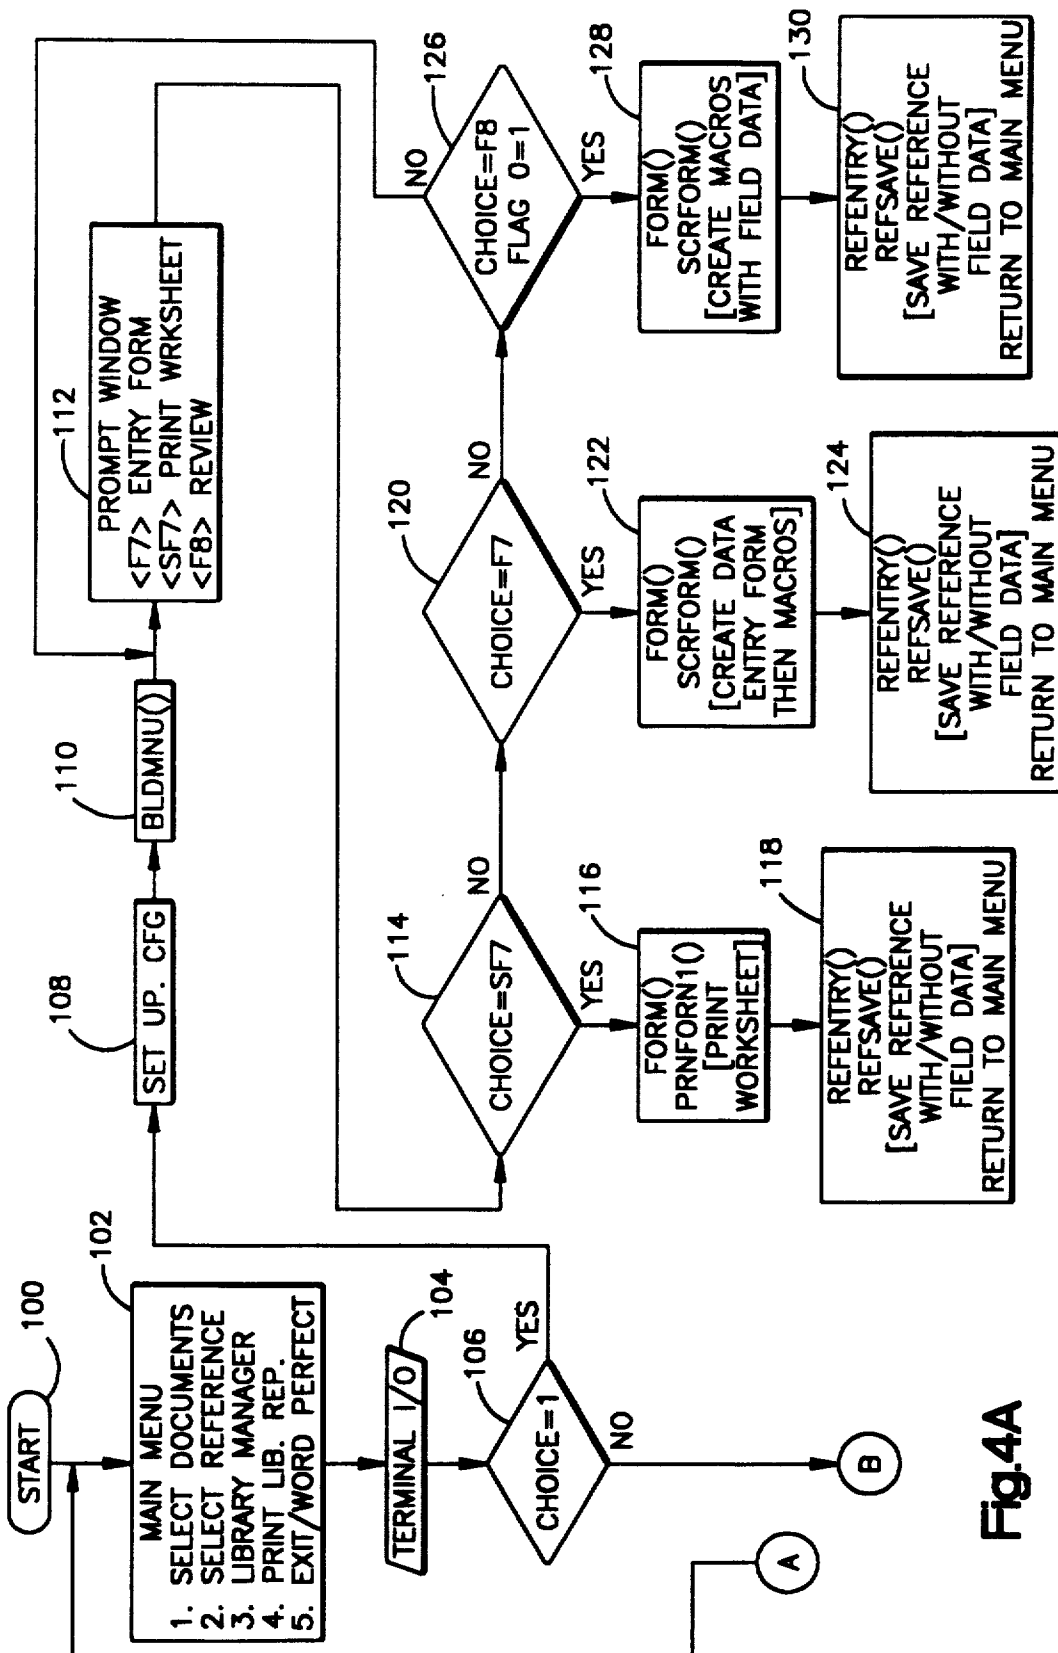 START
100
MAIN MENU
1. SELECT DOCUMENTS
2. SELECT REFERENCE
3. LIBRARY MANAGER
4. PRINT LIB. REP.
5. EXIT/WORD PERFECT
102
TERMINAL I/O
104
CHOICE=1
106
YES
NO
B
A
SET UP. CFG
108
BLDMNU()
110
PROMPT WINDOW
<F7> ENTRY FORM
<SF7> PRINT WRKSHEET
<F8> REVIEW
112
CHOICE=SF7
114
NO
YES
FORM()
PRNFORN1()
[PRINT
WORKSHEET]
116
REFENTRY()
REFSAVE()
[SAVE REFERENCE
WITH/WITHOUT
FIELD DATA]
RETURN TO MAIN MENU
118
CHOICE=F7
120
NO
YES
FORM()
SCRFORM()
[CREATE DATA
ENTRY FORM
THEN MACROS]
122
REFENTRY()
REFSAVE()
[SAVE REFERENCE
WITH/WITHOUT
FIELD DATA]
RETURN TO MAIN MENU
124
CHOICE=F8
FLAG 0=1
126
NO
YES
FORM()
SCRFORM()
[CREATE MACROS
WITH FIELD DATA]
128
REFENTRY()
REFSAVE()
[SAVE REFERENCE
WITH/WITHOUT
FIELD DATA]
RETURN TO MAIN MENU
130
Fig.4A